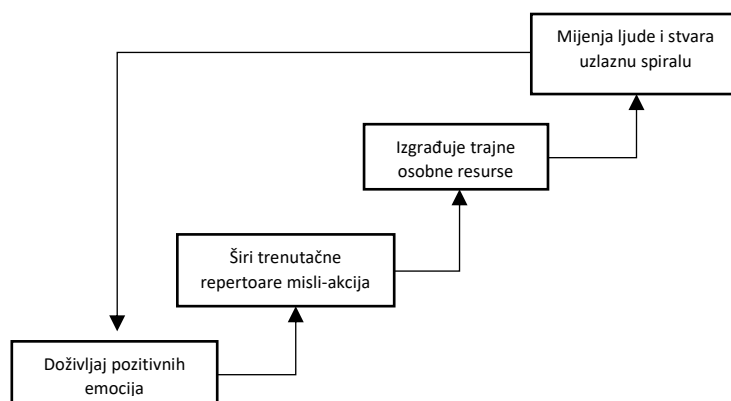 Mijenja ljude i stvara
uzlaznu spiralu
Izgrađuje trajne
osobne resurse
Širi trenutačne
repertoare misli-akcija
Doživljaj pozitivnih
emocija